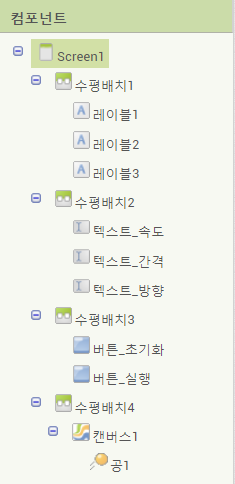 컴포넌트
Screen1
수평배치1
레이블1
레이블2
레이블3
수평배치2
텍스트_속도
텍스트_간격
텍스트_방향
수평배치3
버튼_초기화
버튼_실행
수평배치4
캔버스1
공1